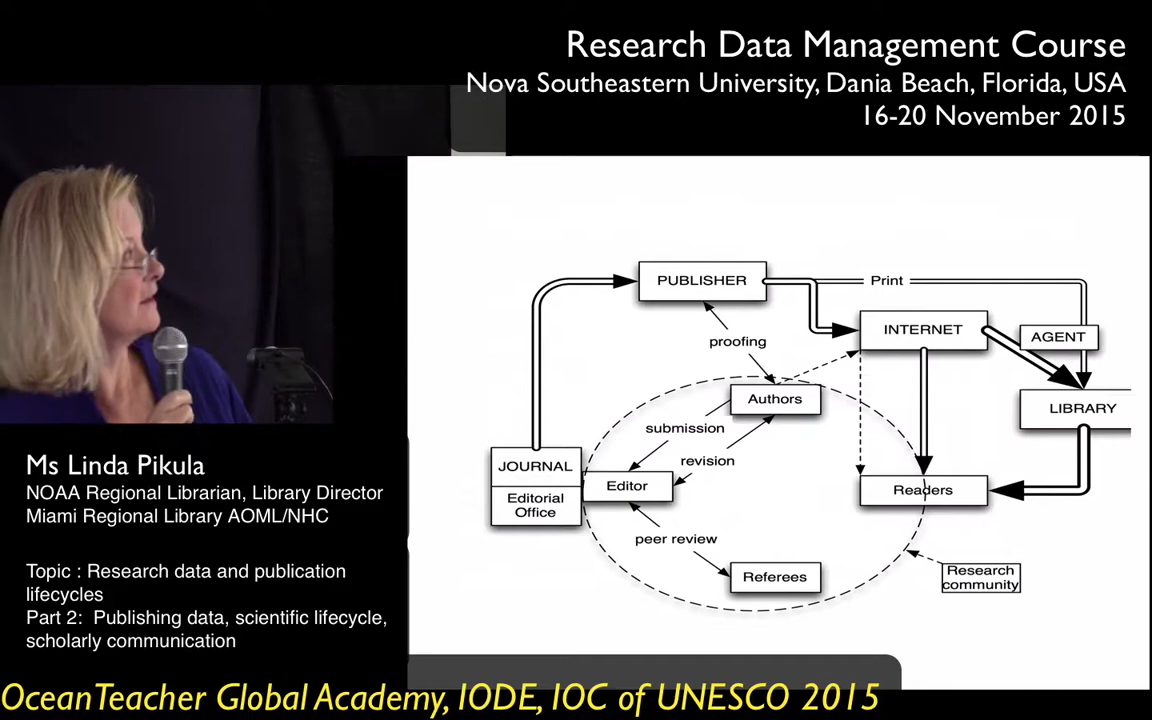 Research Data Management Course
Nova Southeastern University, Dania Beach, Florida, USA
16-20 November 2015
PUBLISHER
Print
INTERNET
AGENT
proofing
LIBRARY
Authors
submission
revision
JOURNAL
Editorial
Office
Editor
Readers
peer review
Referees
Research
community
Ms Linda Pikula
NOAA Regional Librarian, Library Director
Miami Regional Library AOML/NHC
Topic : Research data and publication
lifecycles
Part 2: Publishing data, scientific lifecycle,
scholarly communication
OceanTeacher Global Academy, IODE, IOC of UNESCO 2015